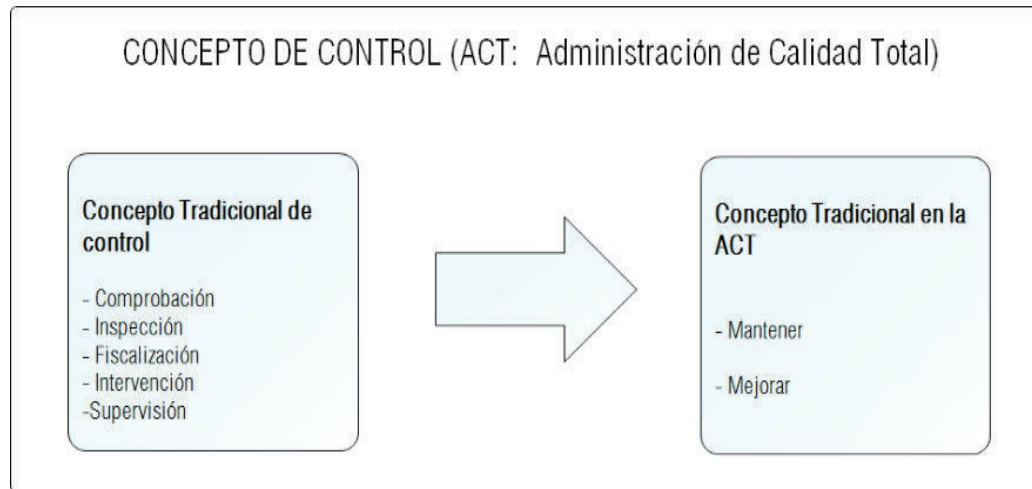 CONCEPTO DE CONTROL (ACT: Administración de Calidad Total)
Concepto Tradicional de
control
- Comprobación
- Inspección
- Fiscalización
- Intervención
-Supervisión
Concepto Tradicional en la
ACT
- Mantener
- Mejorar